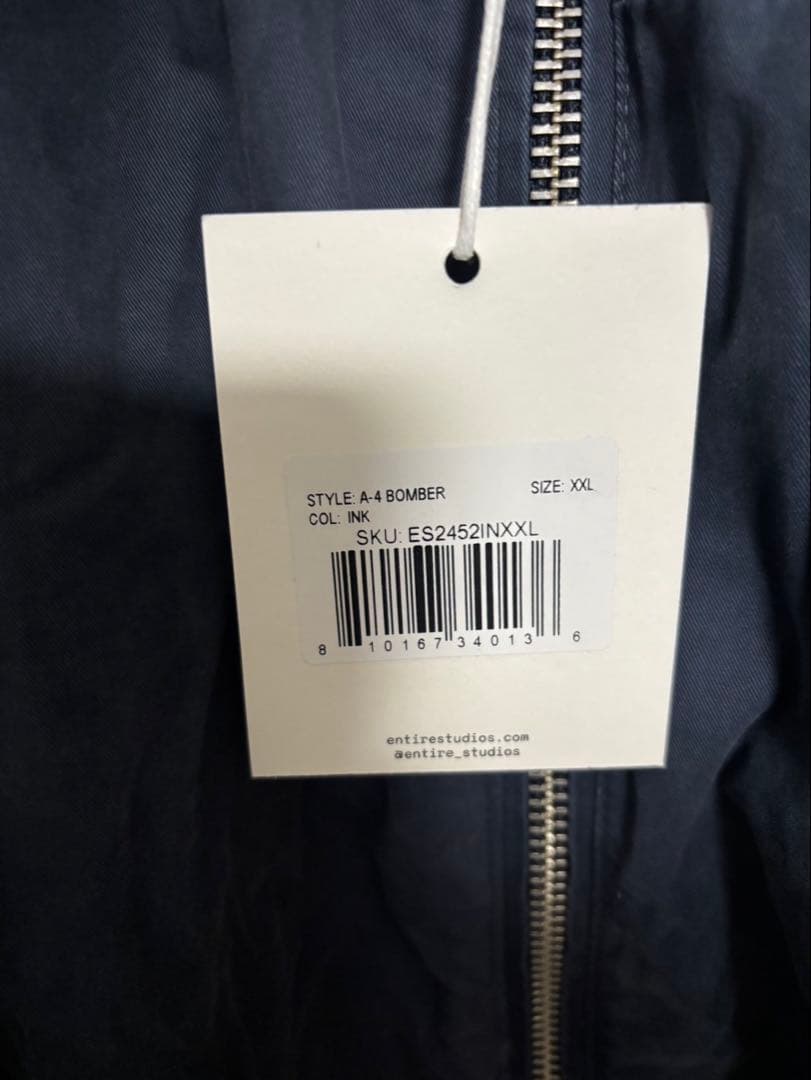 STYLE: A-4 BOMBER SIZE: XXL
COL: INK
SKU: ES2452INXXL
8 10167 34013 6
entirestudios.com
@entire_studios